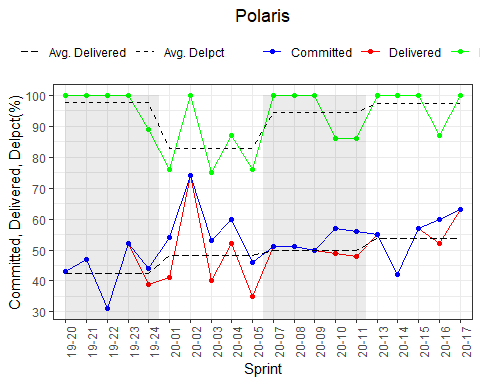 Polaris
Avg. Delivered Avg. Delpct Committed Delivered
Committed, Delivered, Delpct(%)
100
90
80
70
60
50
40
30
19-20 19-21 19-22 19-23 19-24 20-01 20-02 20-03 20-04 20-05 20-07 20-08 20-09 20-10 20-11 20-13 20-14 20-15 20-16 20-17
Sprint